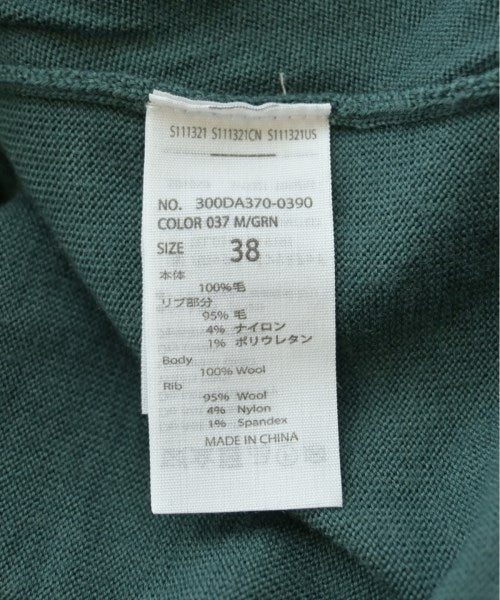 S111321 S111321CN S111321US
NO. 300DA370-0390
COLOR 037 M/GRN
SIZE 38
本体
100%毛
リブ部分
95% 毛
4% ナイロン
1% ポリウレタン
Body
100% Wool
Rib
95% Wool
4% Nylon
1% Spandex
MADE IN CHINA